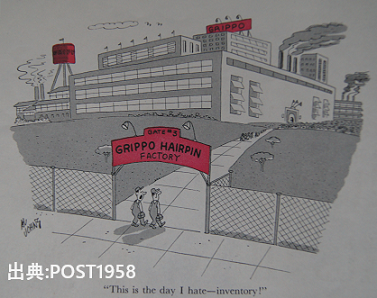 GRIPPO
GATE #3
GRIPPO HAIRPIN
FACTORY
出典:POST1958
"This is the day I hate—inventory!"